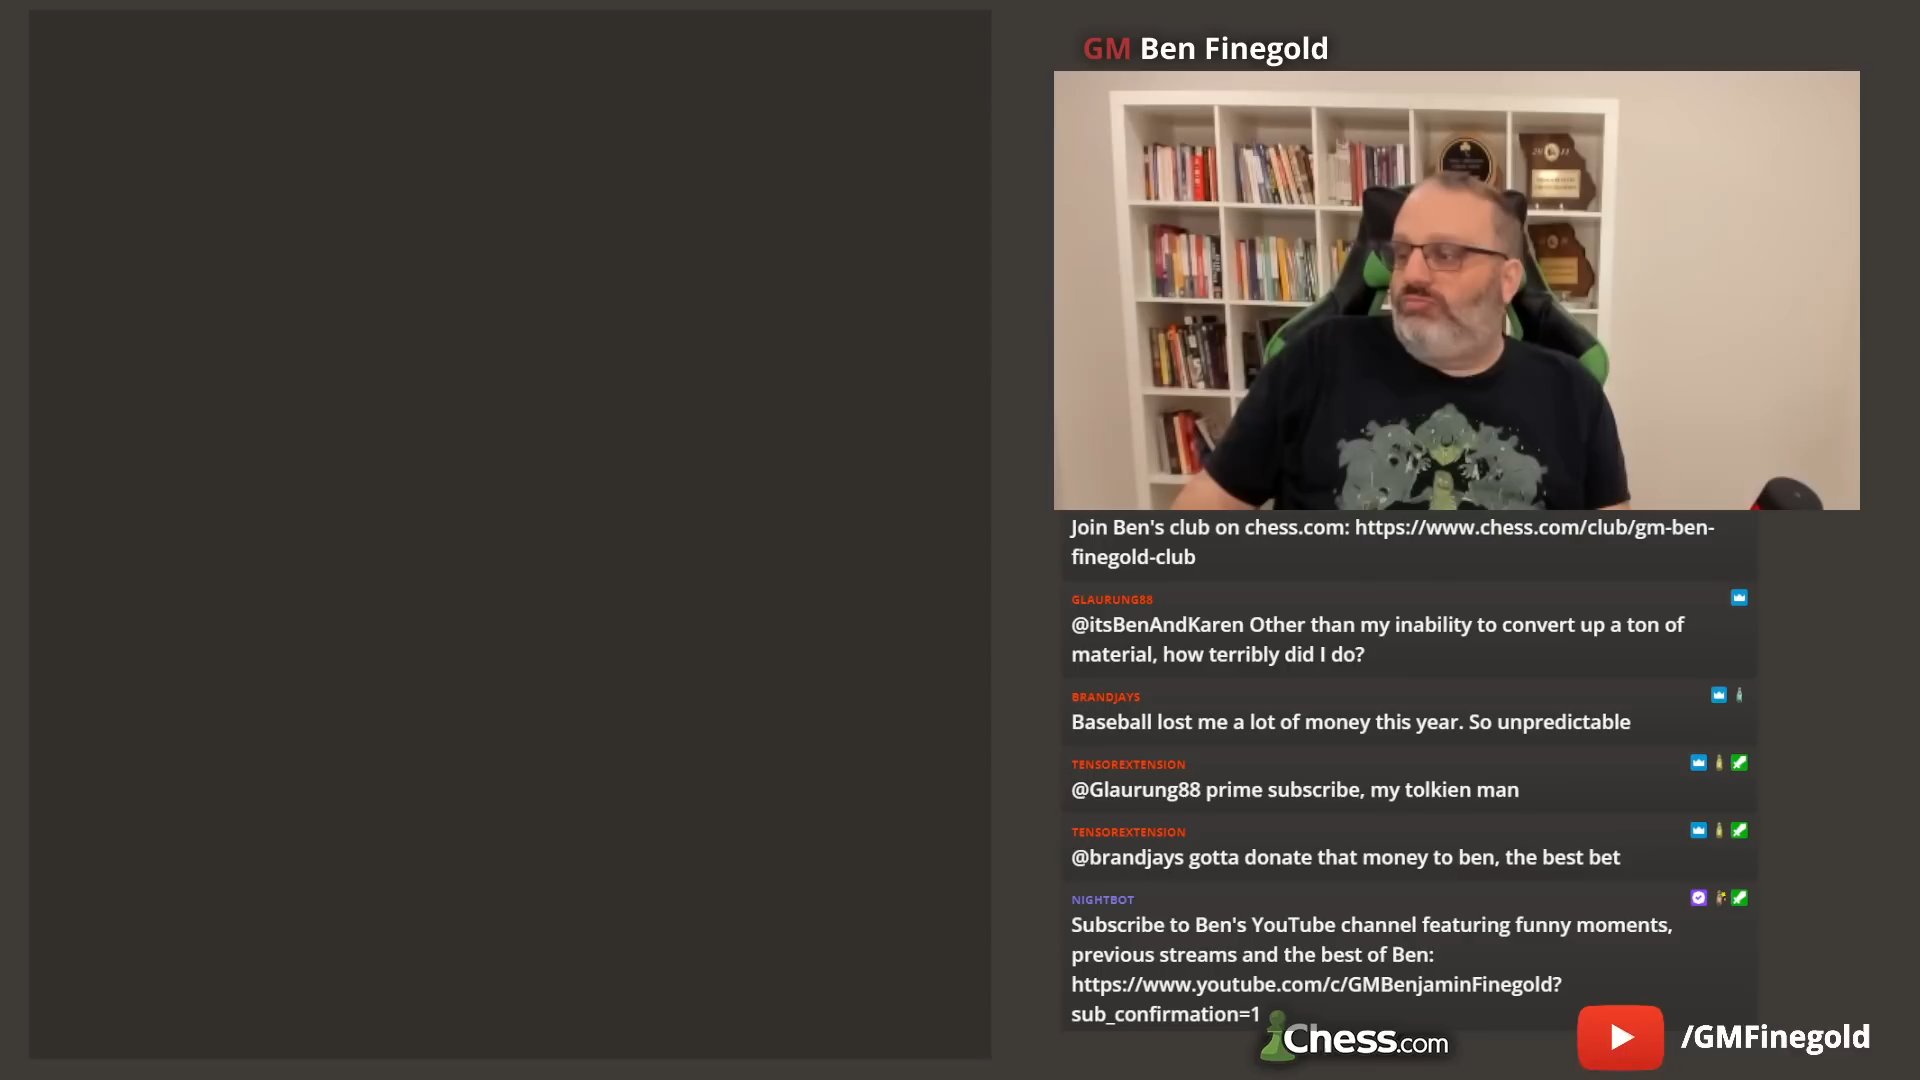 GM Ben Finegold
Join Ben's club on chess.com: https://www.chess.com/club/gm-ben-
finegold-club
GLAURUNG88
@itsBenAndKaren Other than my inability to convert up a ton of
material, how terribly did I do?
BRANDJAYS
Baseball lost me a lot of money this year. So unpredictable
TENSOREXTENSION
@Glaurung88 prime subscribe, my tolkien man
TENSOREXTENSION
@brandjays gotta donate that money to ben, the best bet
NIGHTBOT
Subscribe to Ben's YouTube channel featuring funny moments,
previous streams and the best of Ben:
https://www.youtube.com/c/GMBenjaminFinegold?
sub_confirmation=1
Chess.com
/GMFinegold